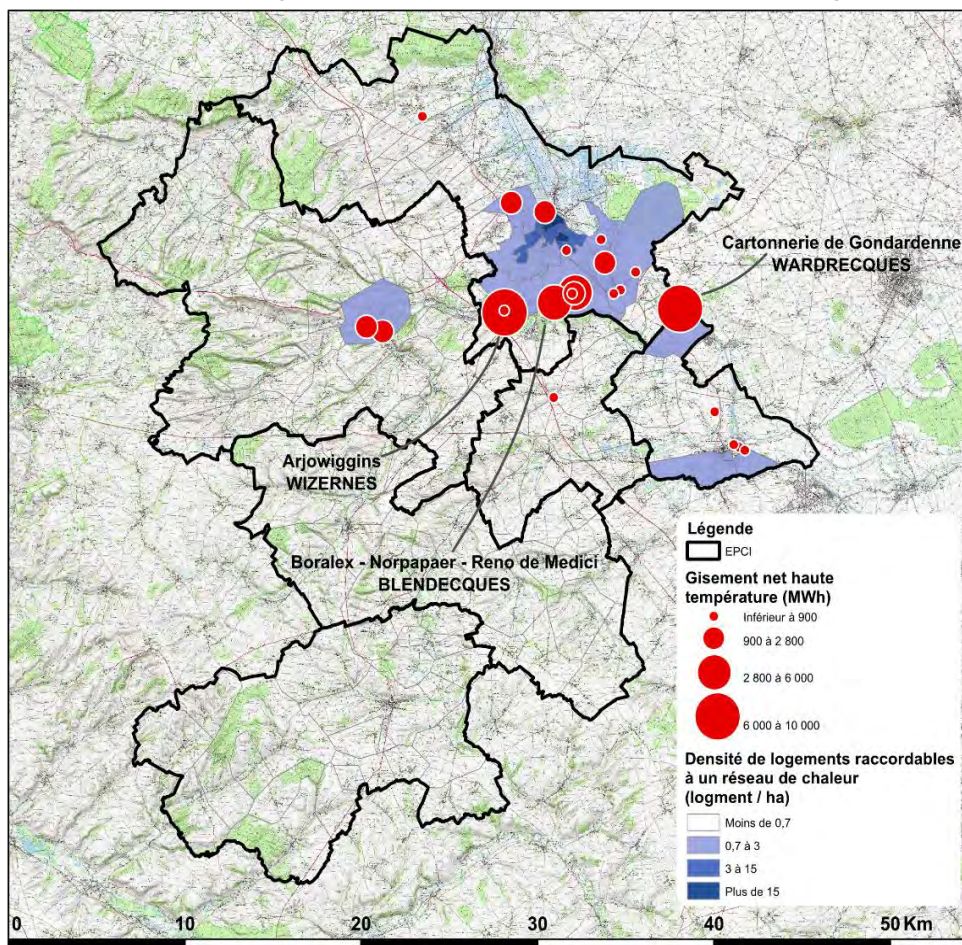 Cartonnerie de Gondardenne
WARDRECQUES
Arjowiggins
WIZERNES
Boralex - Norpapaer - Reno de Medici
BLENDECQUES
Légende
EPCI
Gisement net haute
température (MWh)
Inférieur à 900
900 à 2 800
2 800 à 6 000
6 000 à 10 000
Densité de logements raccordables
à un réseau de chaleur
(logment / ha)
Moins de 0,7
0,7 à 3
3 à 15
Plus de 15
0 10 20 30 40 50 Km